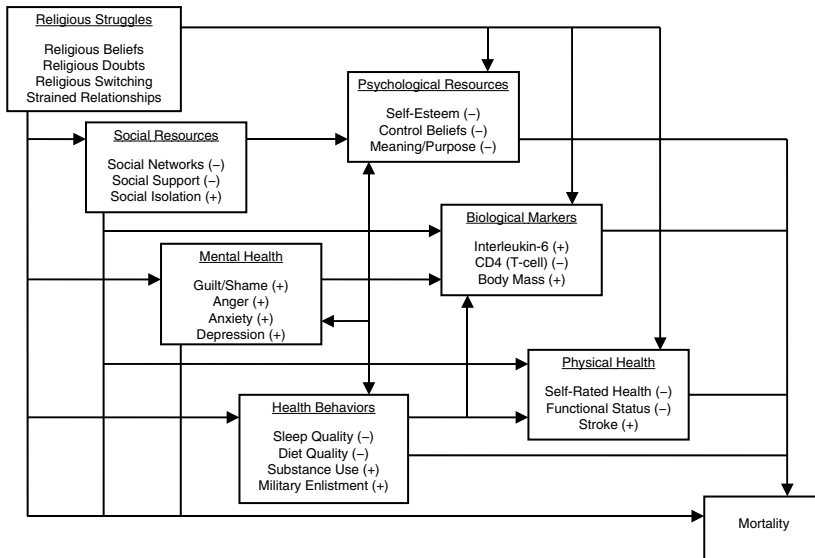 Religious Struggles
Religious Beliefs
Religious Doubts
Religious Switching
Strained Relationships
Psychological Resources
Self-Esteem (−)
Control Beliefs (−)
Meaning/Purpose (−)
Social Resources
Social Networks (−)
Social Support (−)
Social Isolation (+)
Biological Markers
Interleukin-6 (+)
CD4 (T-cell) (−)
Body Mass (+)
Mental Health
Guilt/Shame (+)
Anger (+)
Anxiety (+)
Depression (+)
Physical Health
Self-Rated Health (−)
Functional Status (−)
Stroke (+)
Health Behaviors
Sleep Quality (−)
Diet Quality (−)
Substance Use (+)
Military Enlistment (+)
Mortality